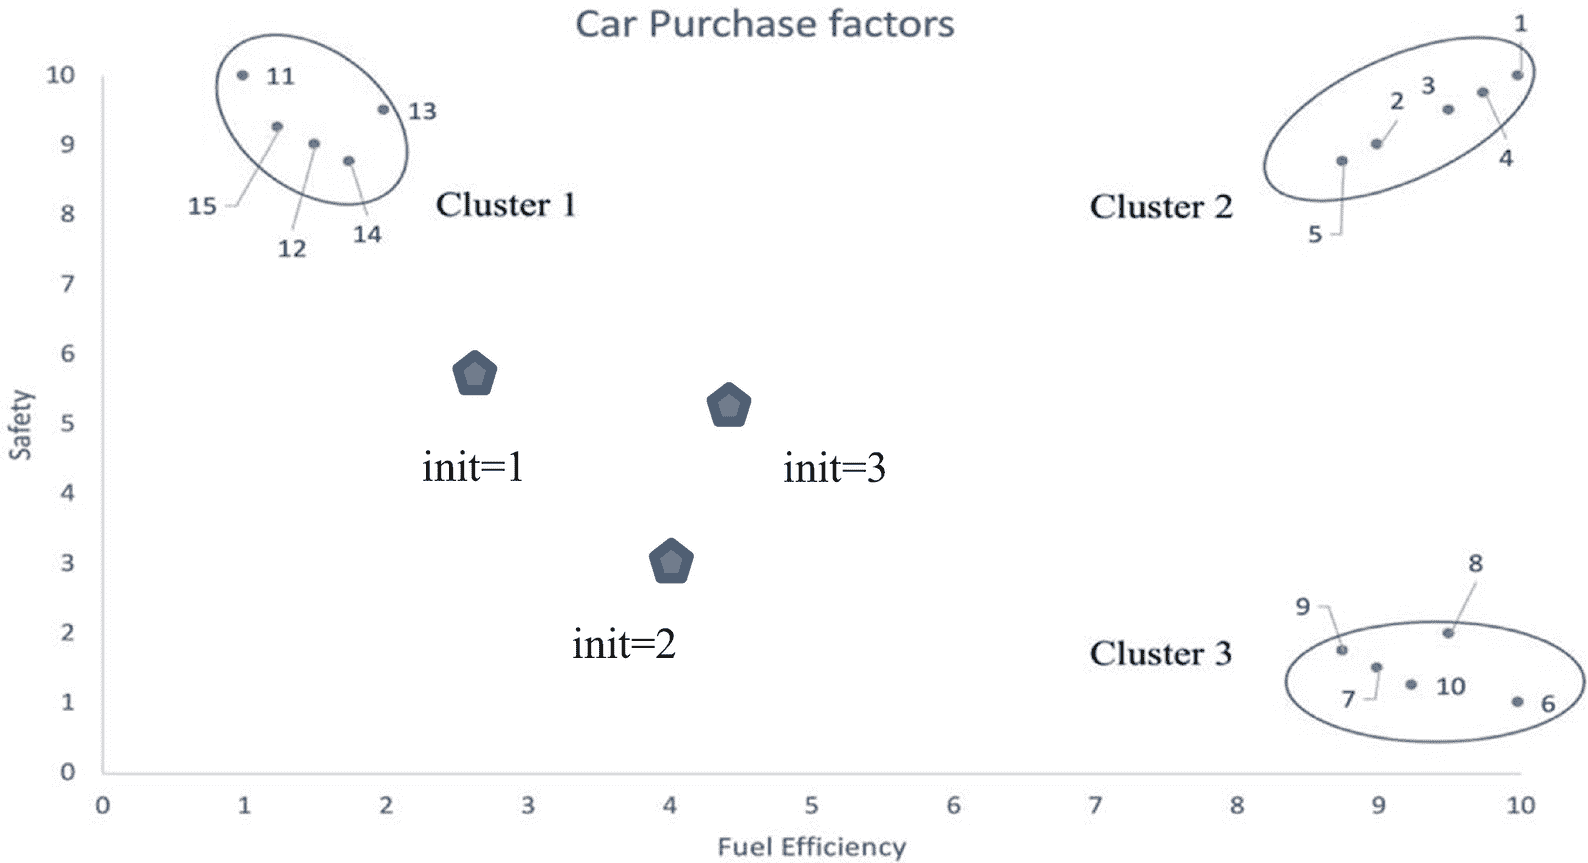 Car Purchase factors
1
10
11
3
2
13
9
4
15
Cluster 1
Cluster 2
8
12
14
5
7
6
Safety
5
init=1
init=3
4
3
8
9
init=2
2
Cluster 3
7
10
6
1
0
0 1 2 3 4 5 6 7 8 9 10
Fuel Efficiency